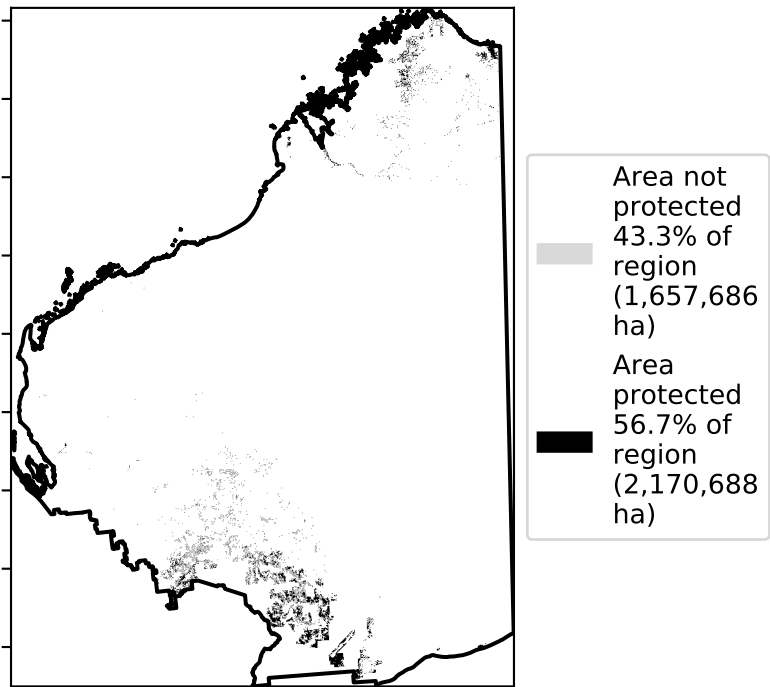 Area not
protected
43.3% of
region
(1,657,686
ha)
Area
protected
56.7% of
region
(2,170,688
ha)